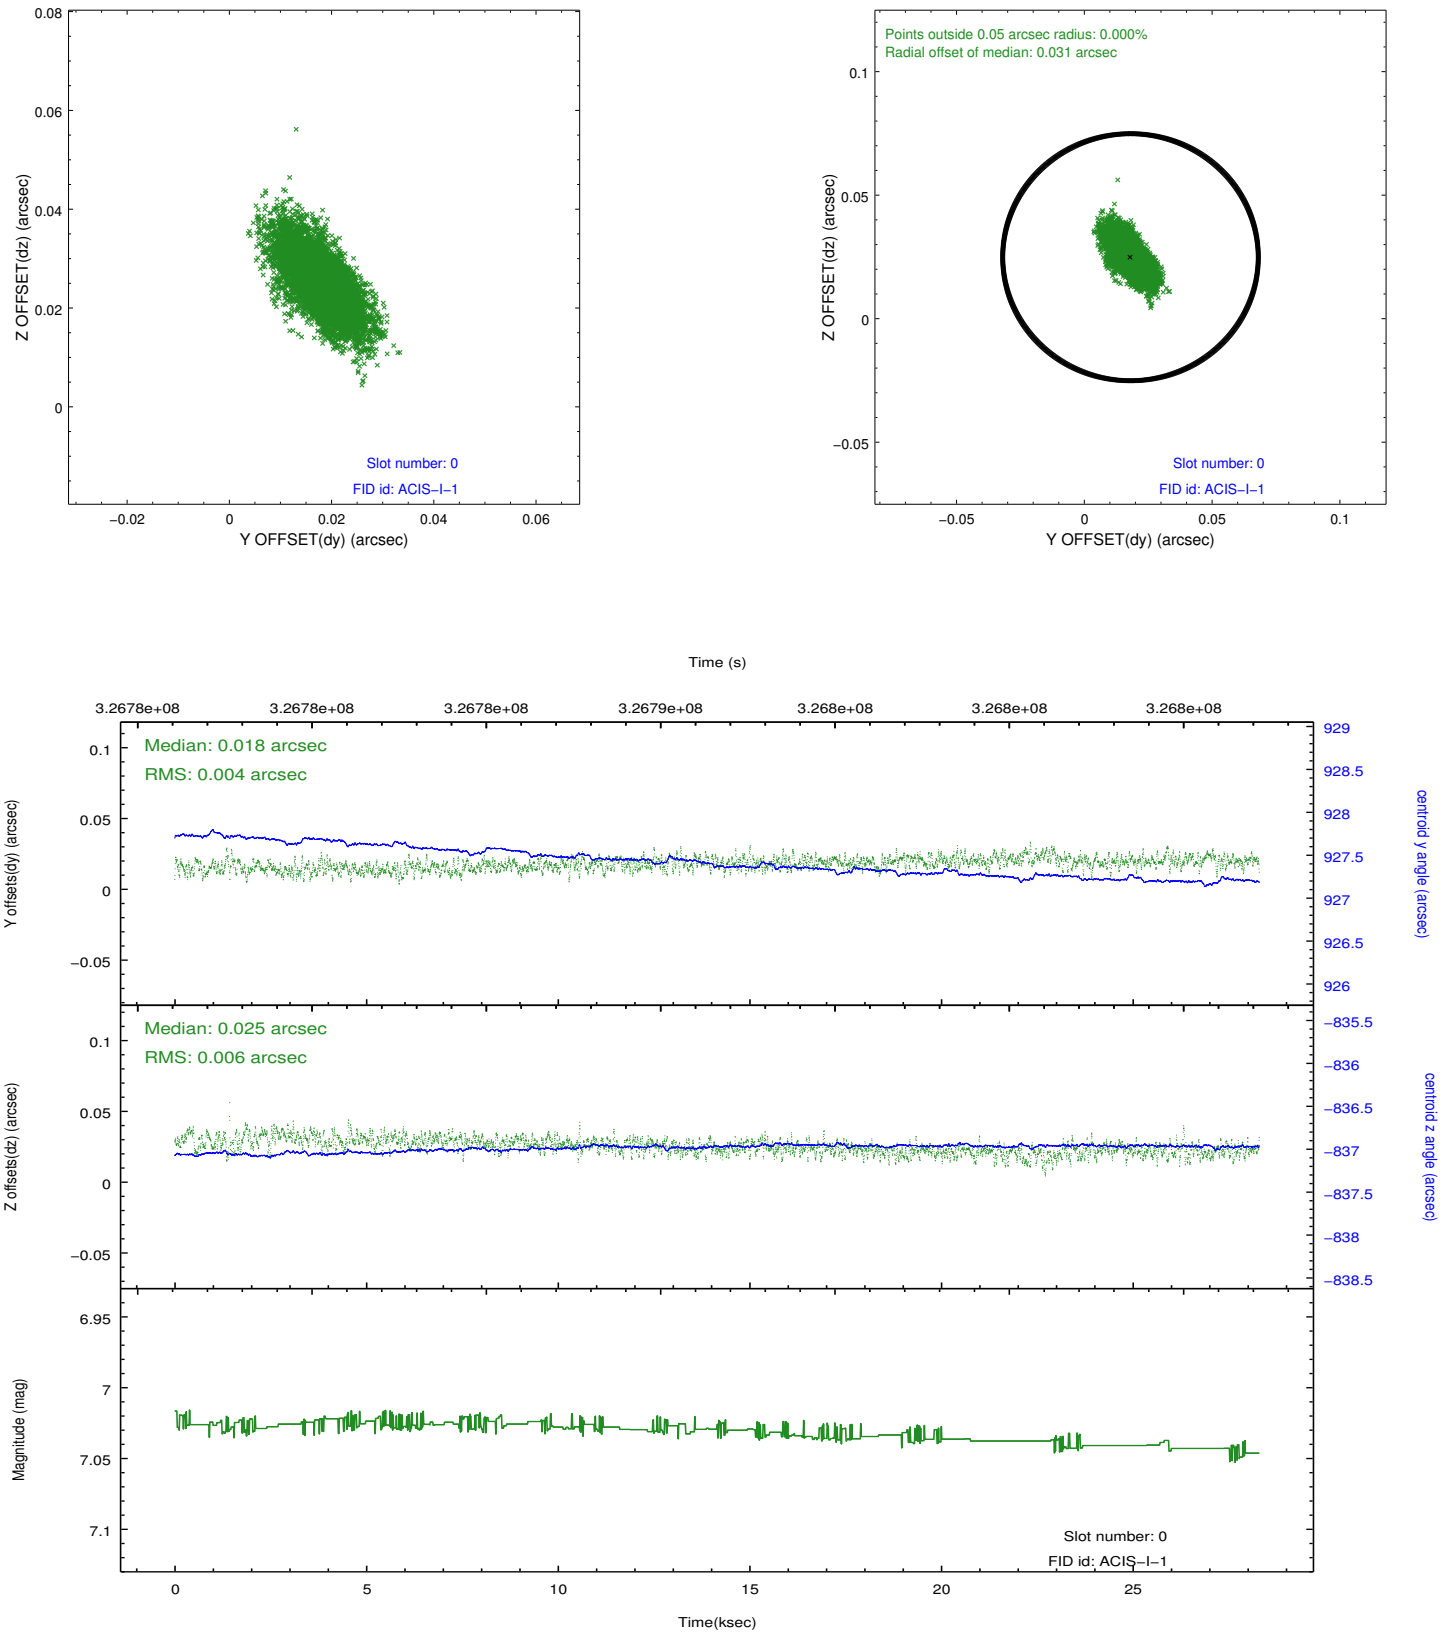 0.08
0.06
0.04
0.02
0
Z OFFSET(dz) (arcsec)
Slot number: 0
FID id: ACIS−I−1
−0.02 0 0.02 0.04 0.06
Y OFFSET(dy) (arcsec)
Points outside 0.05 arcsec radius: 0.000%
Radial offset of median: 0.031 arcsec
0.1
0.05
0
−0.05
Z OFFSET(dz) (arcsec)
Slot number: 0
FID id: ACIS−I−1
−0.05 0 0.05 0.1
Y OFFSET(dy) (arcsec)
Time (s)
3.2678e+08 3.2678e+08 3.2678e+08 3.2679e+08 3.268e+08 3.268e+08 3.268e+08
Median: 0.018 arcsec
RMS: 0.004 arcsec
0.1
0.05
0
−0.05
Y offsets(dy) (arcsec)
929
928.5
928
927.5
927
926.5
926
centroid y angle (arcsec)
Median: 0.025 arcsec
RMS: 0.006 arcsec
0.1
0.05
0
−0.05
Z offsets(dz) (arcsec)
−835.5
−836
−836.5
−837
−837.5
−838
−838.5
centroid z angle (arcsec)
6.95
7
7.05
7.1
Magnitude (mag)
Slot number: 0
FID id: ACIS−I−1
0 5 10 15 20 25
Time(ksec)